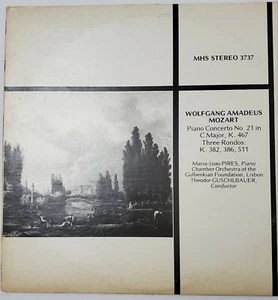 MHS STEREO 3737
WOLFGANG AMADEUS
MOZART
Piano Concerto No. 21 in
C Major, K. 467
Three Rondos:
K. 382, 386, 511
Maria-Joao PIRES, Piano
Chamber Orchestra of the
Gulbenkian Foundation, Lisbon
Theodor GUSCHLBAUER,
Conductor